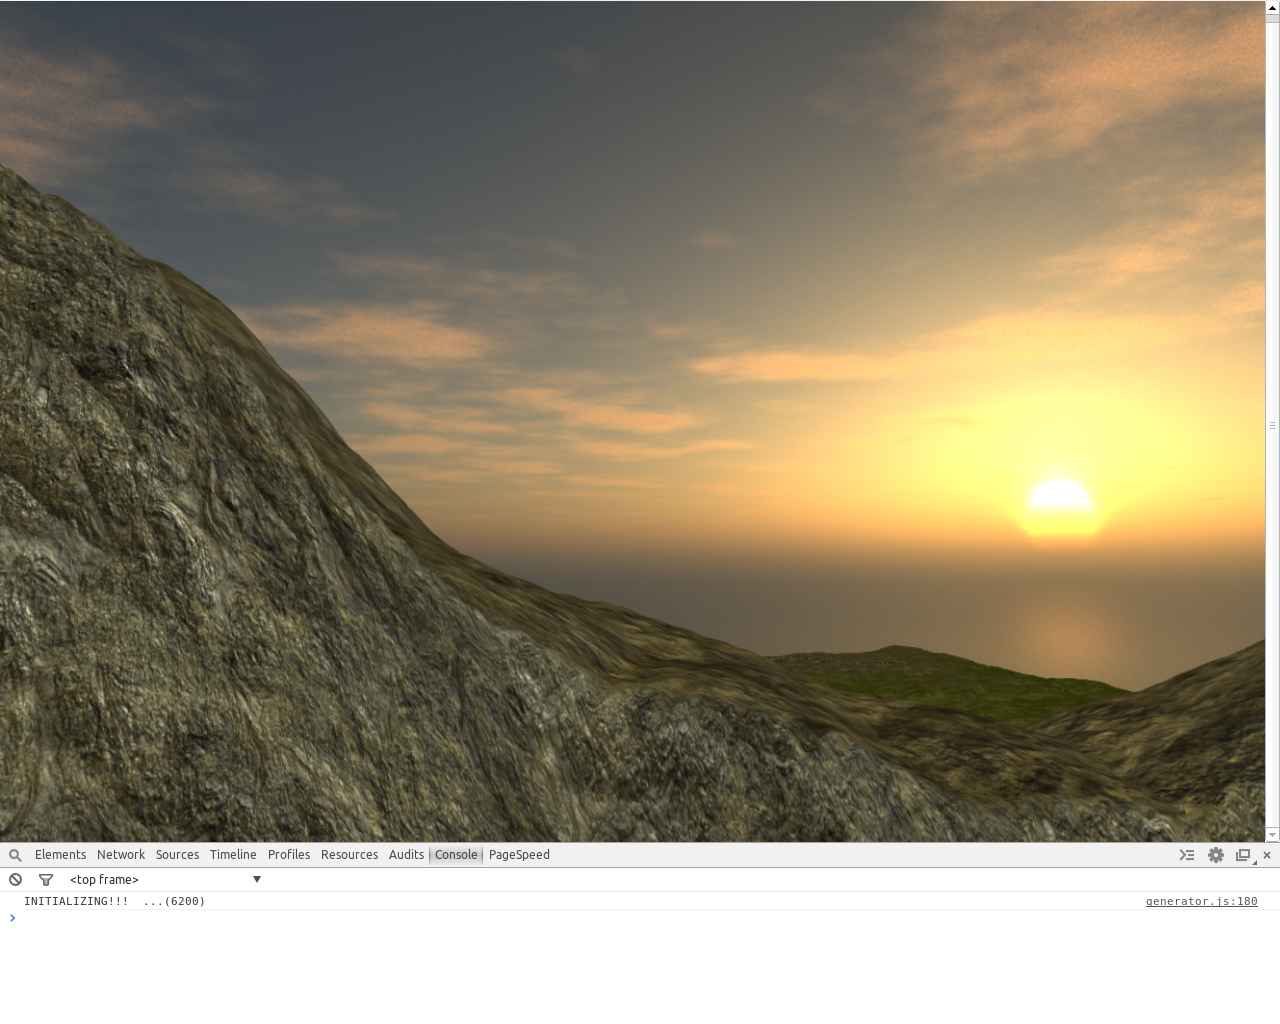 Elements Network Sources Timeline Profiles Resources Audits Console PageSpeed
<top frame>
INITIALIZING!!!  ...(6200) generator.js:180